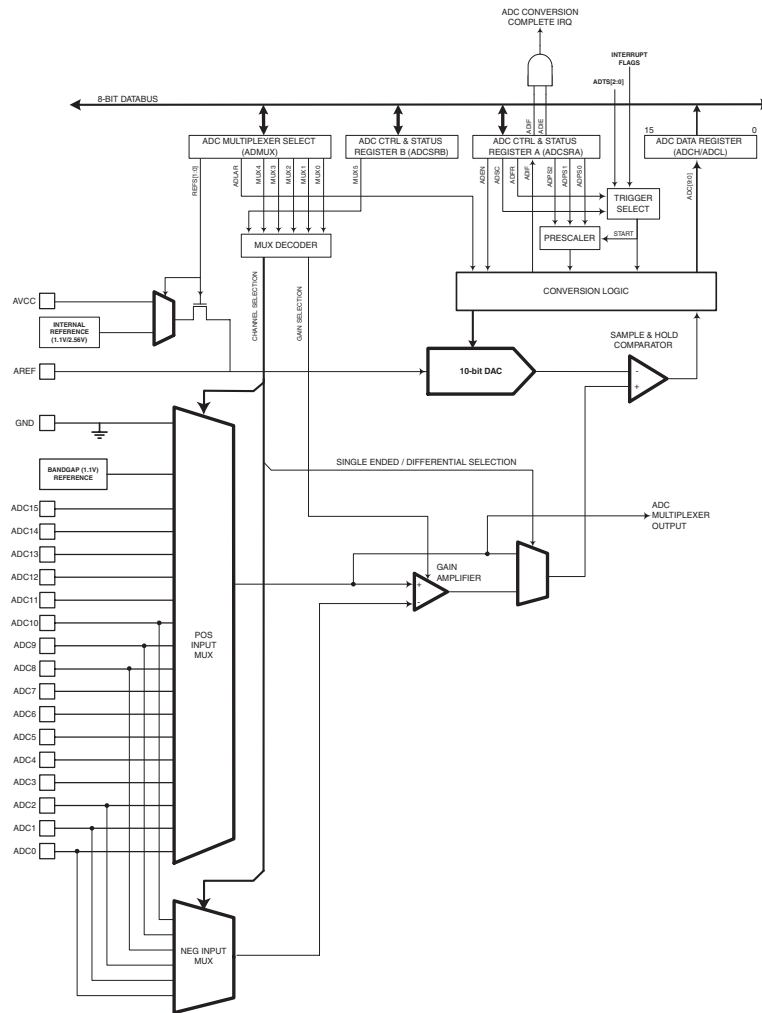 ADC CONVERSION
COMPLETE IRQ
INTERRUPT
FLAGS
ADTS[2:0]
8-BIT DATABUS
ADIF
ADIE
15
0
ADC MULTIPLEXER SELECT
(ADMUX)
ADC CTRL & STATUS
REGISTER B (ADCSRB)
ADC CTRL & STATUS
REGISTER A (ADCSRA)
ADC DATA REGISTER
(ADCH/ADCL)
REFS[1:0]
ADLAR
MUX4
MUX3
MUX2
MUX1
MUX0
MUX5
ADEN
ADSC
ADFR
ADIF
ADPS2
ADPS1
ADPS0
ADC[9:0]
TRIGGER
SELECT
START
MUX DECODER
PRESCALER
CHANNEL SELECTION
GAIN SELECTION
CONVERSION LOGIC
AVCC
INTERNAL
REFERENCE
(1.1V/2.56V)
SAMPLE & HOLD
COMPARATOR
AREF
10-bit DAC
-
+
GND
BANDGAP (1.1V)
REFERENCE
SINGLE ENDED / DIFFERENTIAL SELECTION
ADC
MULTIPLEXER
OUTPUT
ADC15
ADC14
ADC13
ADC12
ADC11
ADC10
ADC9
ADC8
ADC7
ADC6
ADC5
ADC4
ADC3
ADC2
ADC1
ADC0
POS
INPUT
MUX
GAIN
AMPLIFIER
+
-
NEG INPUT
MUX